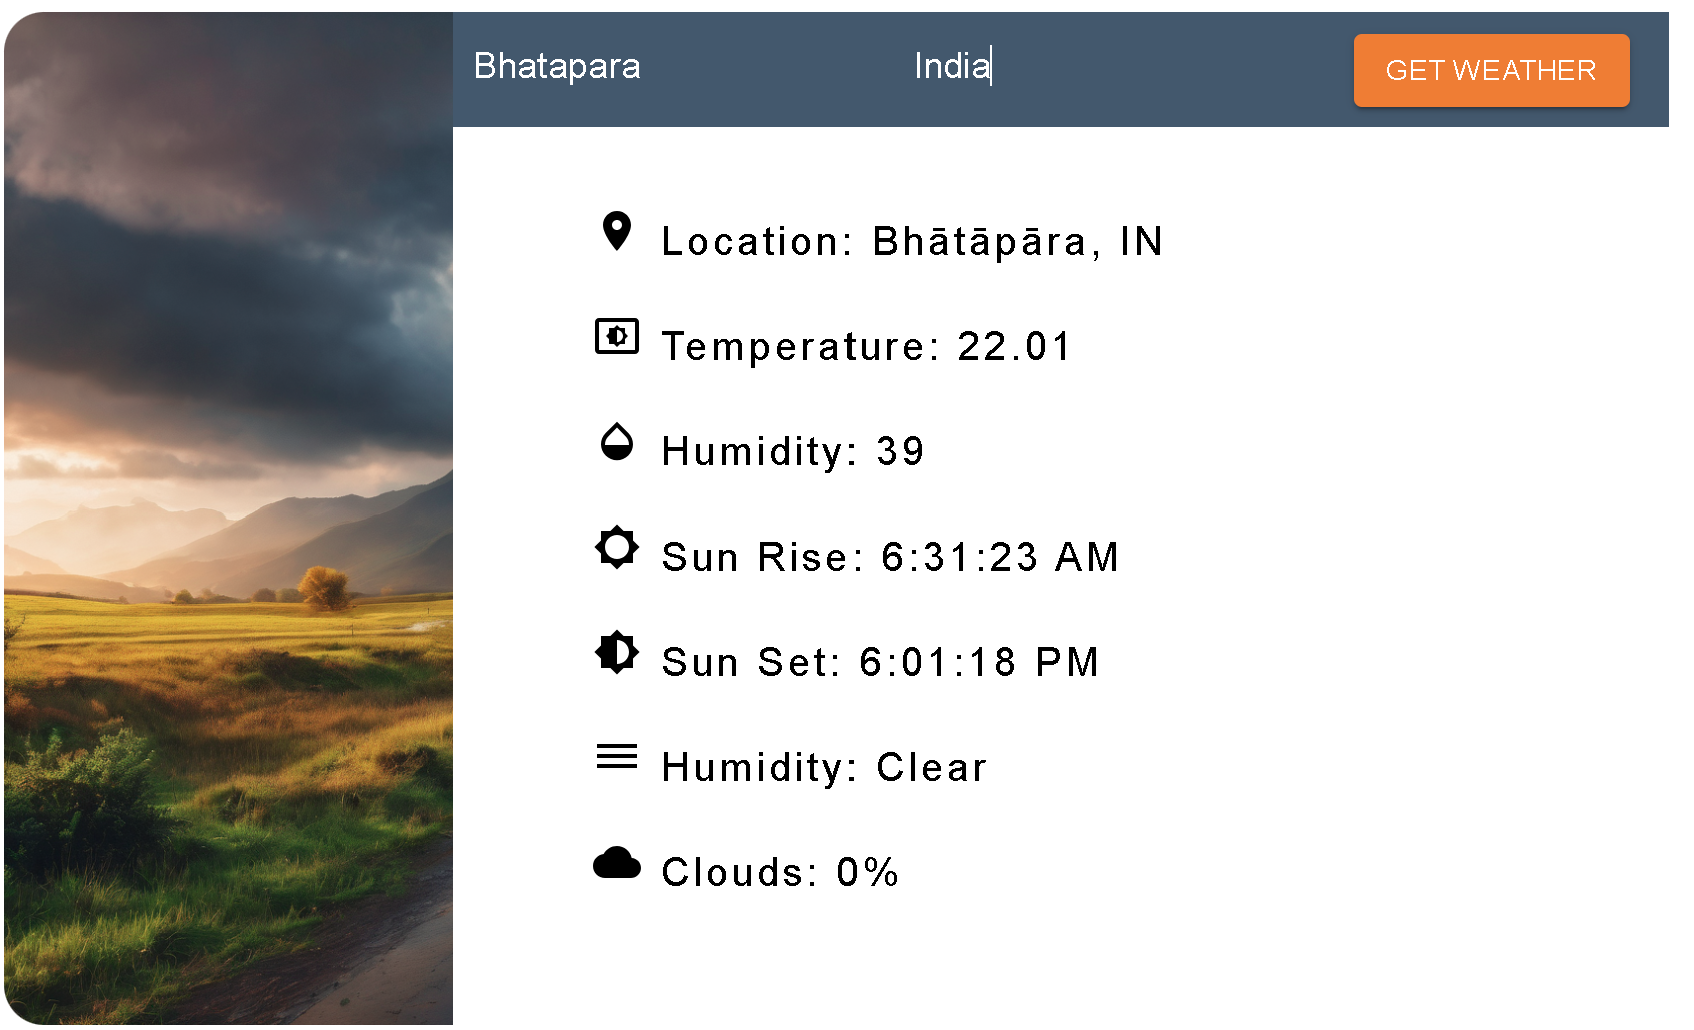 Bhatapara India GET WEATHER
Location: Bhātāpāra, IN
Temperature: 22.01
Humidity: 39
Sun Rise: 6:31:23 AM
Sun Set: 6:01:18 PM
Humidity: Clear
Clouds: 0%